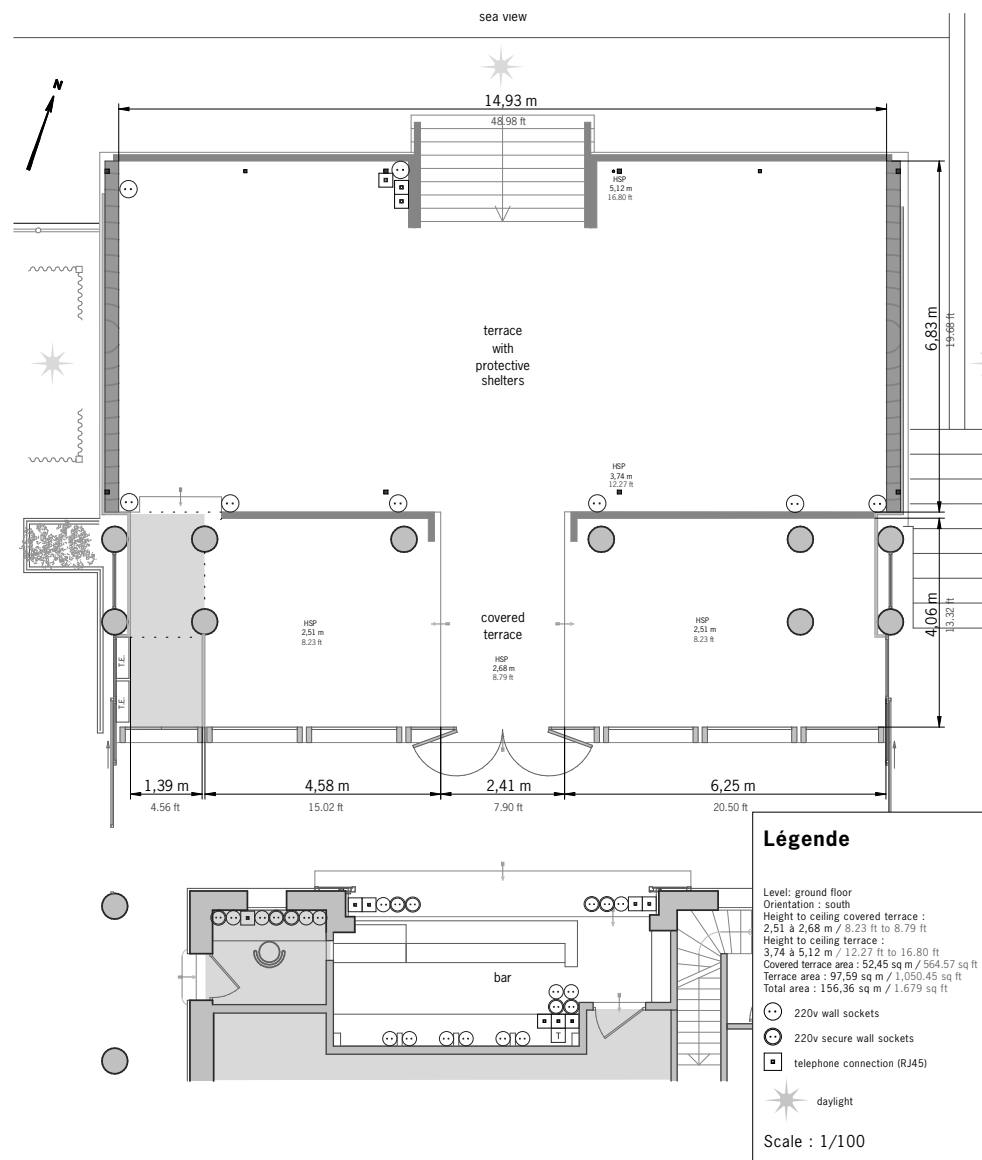 sea view
N
14,93 m
48.98 ft
HSP
5,12 m
16.80 ft
terrace
with
protective
shelters
6,83 m
19.68 ft
HSP
3,74 m
12.27 ft
covered
terrace
HSP
2,51 m
8.23 ft
HSP
2,51 m
8.23 ft
HSP
2,68 m
8.79 ft
4,06 m
13.32 ft
T.E.
T.E.
1,39 m
4.56 ft
4,58 m
15.02 ft
2,41 m
7.90 ft
6,25 m
20.50 ft
bar
T
Légende
Level: ground floor
Orientation : south
Height to ceiling covered terrace :
2,51 à 2,68 m / 8.23 ft to 8.79 ft
Height to ceiling terrace :
3,74 à 5,12 m / 12.27 ft to 16.80 ft
Covered terrace area : 52,45 sq m / 564.57 sq ft
Terrace area : 97,59 sq m / 1,050.45 sq ft
Total area : 156,36 sq m / 1.679 sq ft
220v wall sockets
220v secure wall sockets
telephone connection (RJ45)
daylight
Scale : 1/100